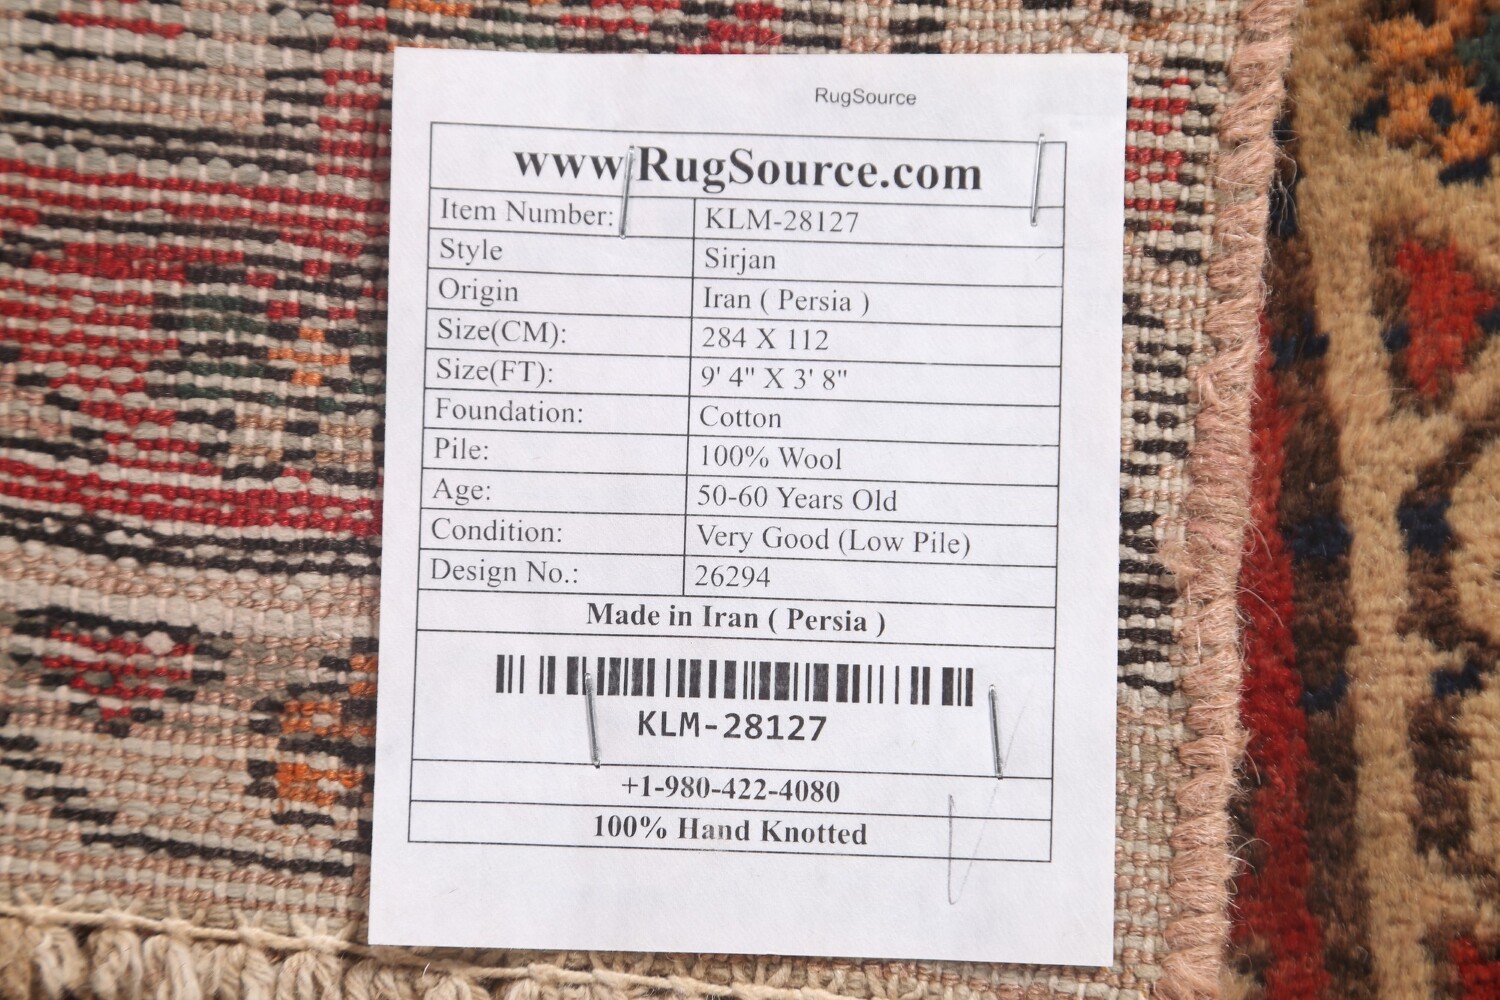 RugSource
www.RugSource.com
Item Number: KLM-28127
Style Sirjan
Origin Iran ( Persia )
Size(CM): 284 X 112
Size(FT): 9' 4" X 3' 8"
Foundation: Cotton
Pile: 100% Wool
Age: 50-60 Years Old
Condition: Very Good (Low Pile)
Design No.: 26294
Made in Iran ( Persia )
KLM-28127
+1-980-422-4080
100% Hand Knotted